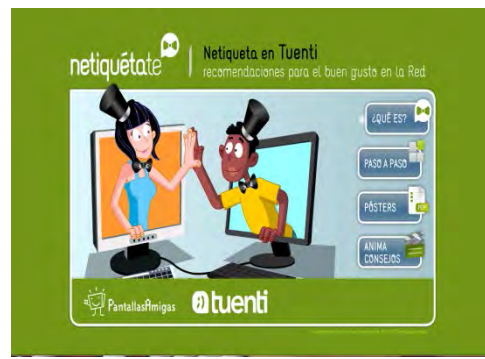 netiquétate
Netiqueta en Tuenti
recomendaciones para el buen gusto en la Red
¿QUÉ ES?
PASO A PASO
PÓSTERS
PDF
ANIMA
CONSEJOS
PantallasAmigas
tuenti